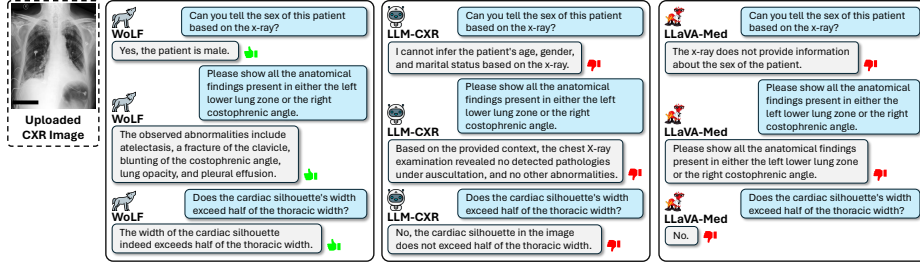 Uploaded
CXR Image
Can you tell the sex of this patient
based on the x-ray?
WoLF
Yes, the patient is male.
Please show all the anatomical
findings present in either the left
lower lung zone or the right
costophrenic angle.
WoLF
The observed abnormalities include
atelectasis, a fracture of the clavicle,
blunting of the costophrenic angle,
lung opacity, and pleural effusion.
Does the cardiac silhouette's width
exceed half of the thoracic width?
WoLF
The width of the cardiac silhouette
indeed exceeds half of the thoracic width.
Can you tell the sex of this patient
based on the x-ray?
LLM-CXR
I cannot infer the patient's age, gender,
and marital status based on the x-ray.
Please show all the anatomical
findings present in either the left
lower lung zone or the right
costophrenic angle.
LLM-CXR
Based on the provided context, the chest X-ray
examination revealed no detected pathologies
under auscultation, and no other abnormalities.
Does the cardiac silhouette's width
exceed half of the thoracic width?
LLM-CXR
No, the cardiac silhouette in the image
does not exceed half of the thoracic width.
Can you tell the sex of this patient
based on the x-ray?
LLaVA-Med
The x-ray does not provide information
about the sex of the patient.
Please show all the anatomical
findings present in either the
left lower lung zone or the right
costophrenic angle.
LLaVA-Med
Please show all the anatomical findings
present in either the left lower lung zone
or the right costophrenic angle.
Does the cardiac silhouette's width
exceed half of the thoracic width?
LLaVA-Med
No.